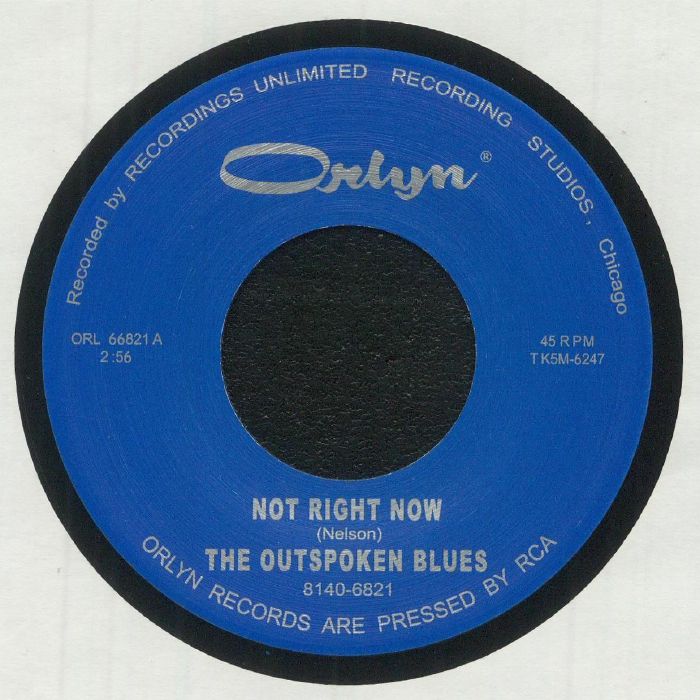 Recorded by RECORDINGS UNLIMITED RECORDING STUDIOS, Chicago
Orlyn ®
ORL 66821 A
2:56
45 RPM
TK5M-6247
NOT RIGHT NOW
(Nelson)
THE OUTSPOKEN BLUES
8140-6821
ORLYN RECORDS ARE PRESSED BY RCA